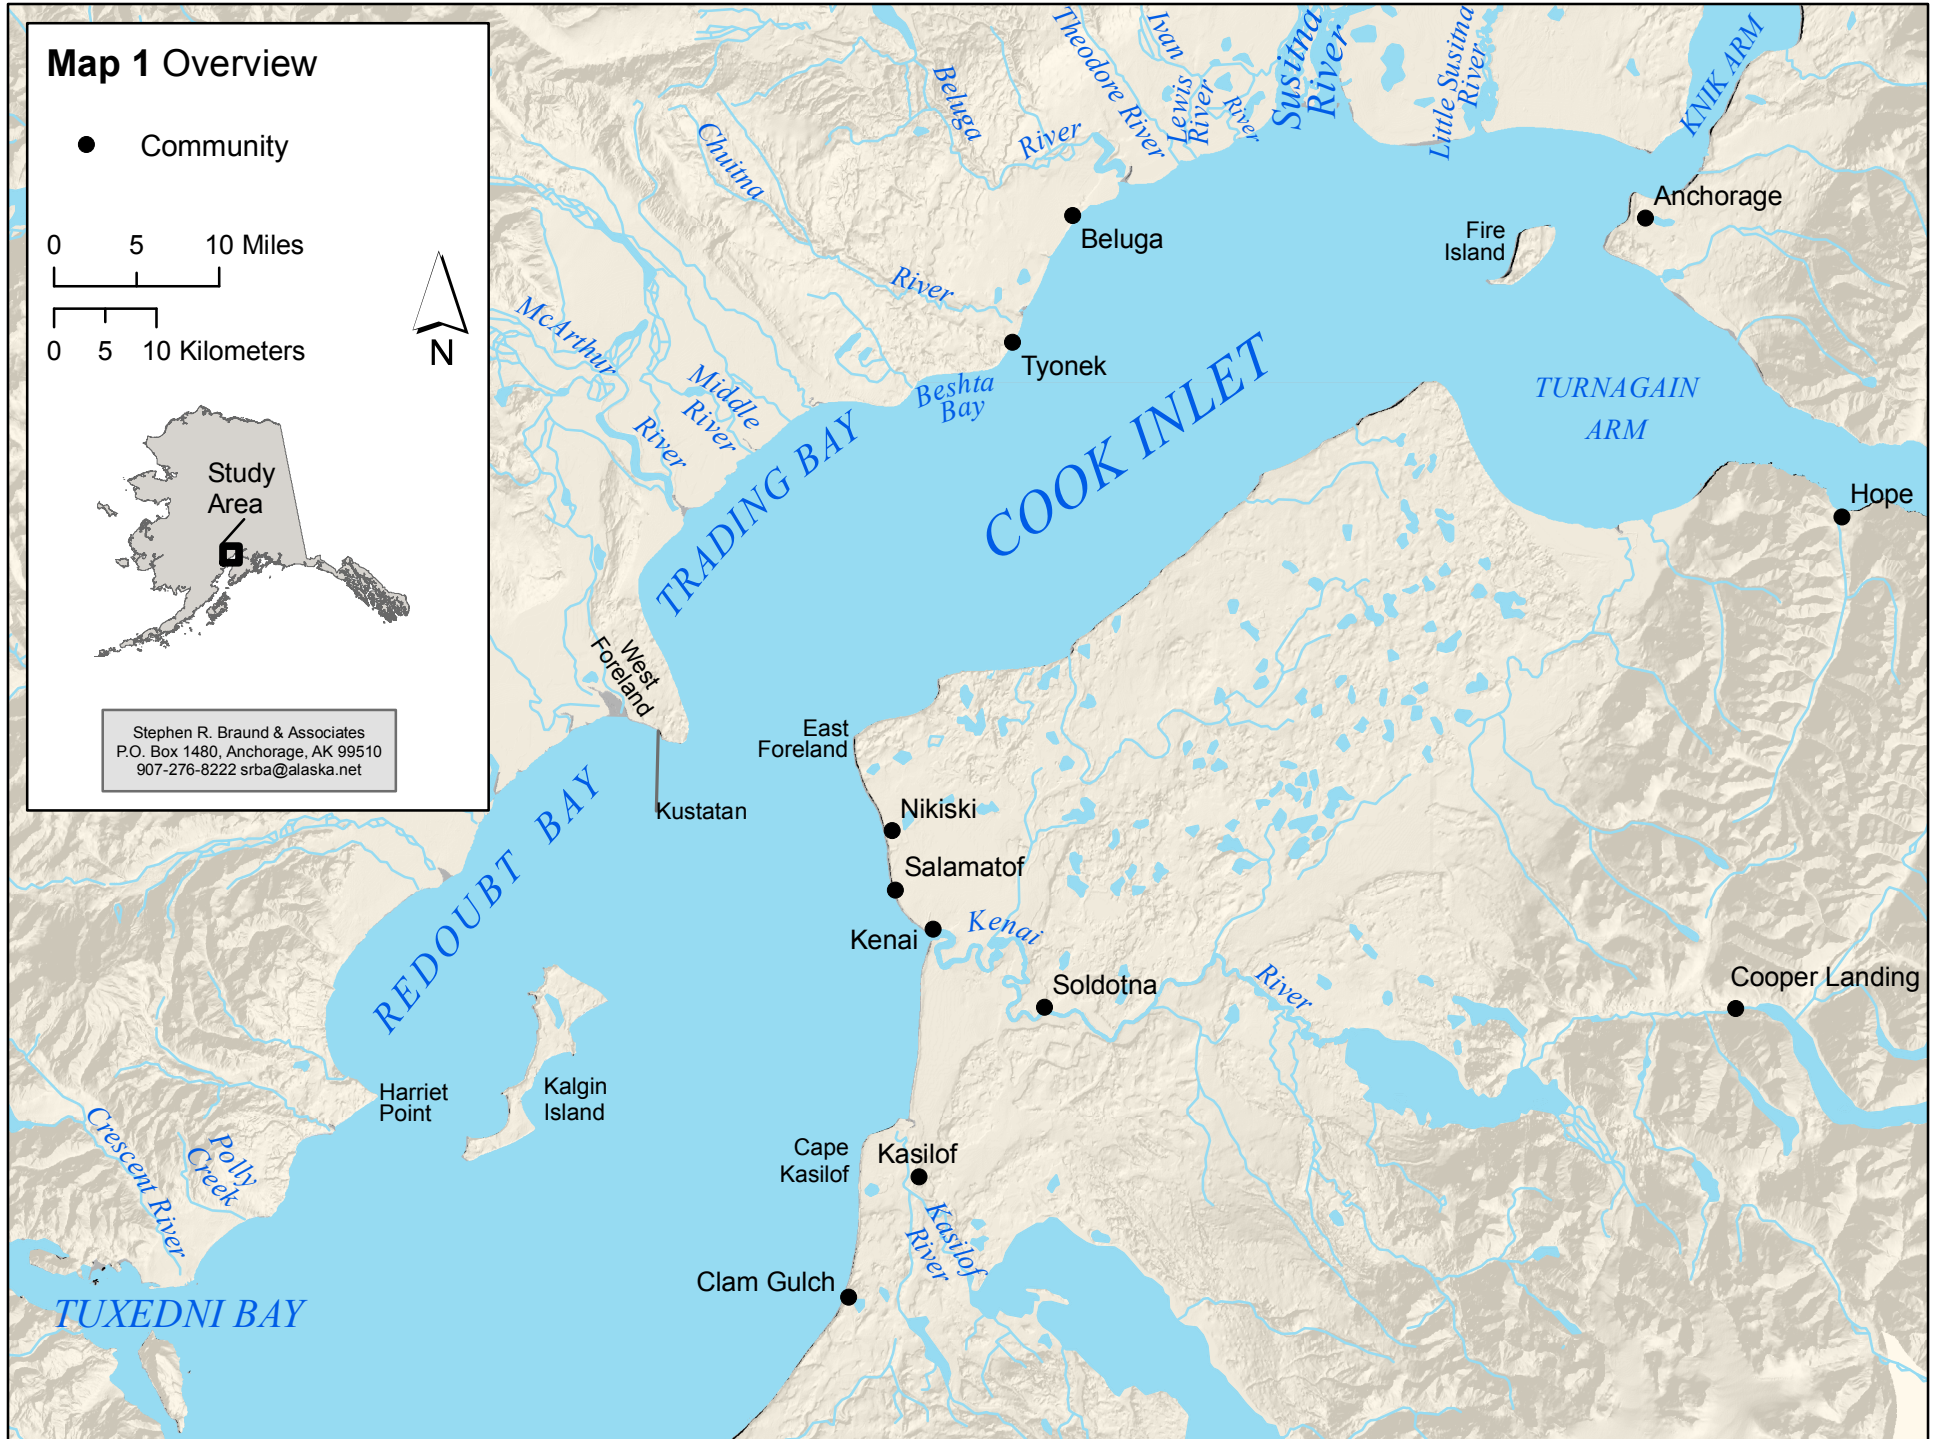 Map 1 Overview
Community
0 5 10 Miles
0 5 10 Kilometers
N
Study
Area
Stephen R. Braund & Associates
P.O. Box 1480, Anchorage, AK 99510
907-276-8222 srba@alaska.net
Theodore River
Ivan
River
Lewis
River
Susitna
River
Little Susitna
River
KNIK ARM
Beluga
River
Chuitna
River
Anchorage
Fire
Island
Beluga
McArthur
River
Middle
River
Tyonek
Beshta
Bay
TRADING BAY
COOK INLET
TURNAGAIN
ARM
Hope
West
Foreland
East
Foreland
Kustatan
Nikiski
Salamatof
REDOUBT BAY
Kenai
Kenai
River
Soldotna
Cooper Landing
Harriet
Point
Kalgin
Island
Crescent River
Polly
Creek
Cape
Kasilof
Kasilof
Kasilof
River
Clam Gulch
TUXEDNI BAY